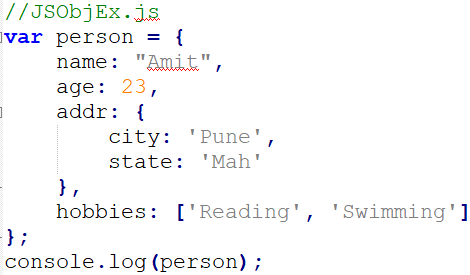 //JSObjEx.js
var person = {
    name: "Amit",
    age: 23,
    addr: {
        city: 'Pune',
        state: 'Mah'
    },
    hobbies: ['Reading', 'Swimming']
};
console.log(person);